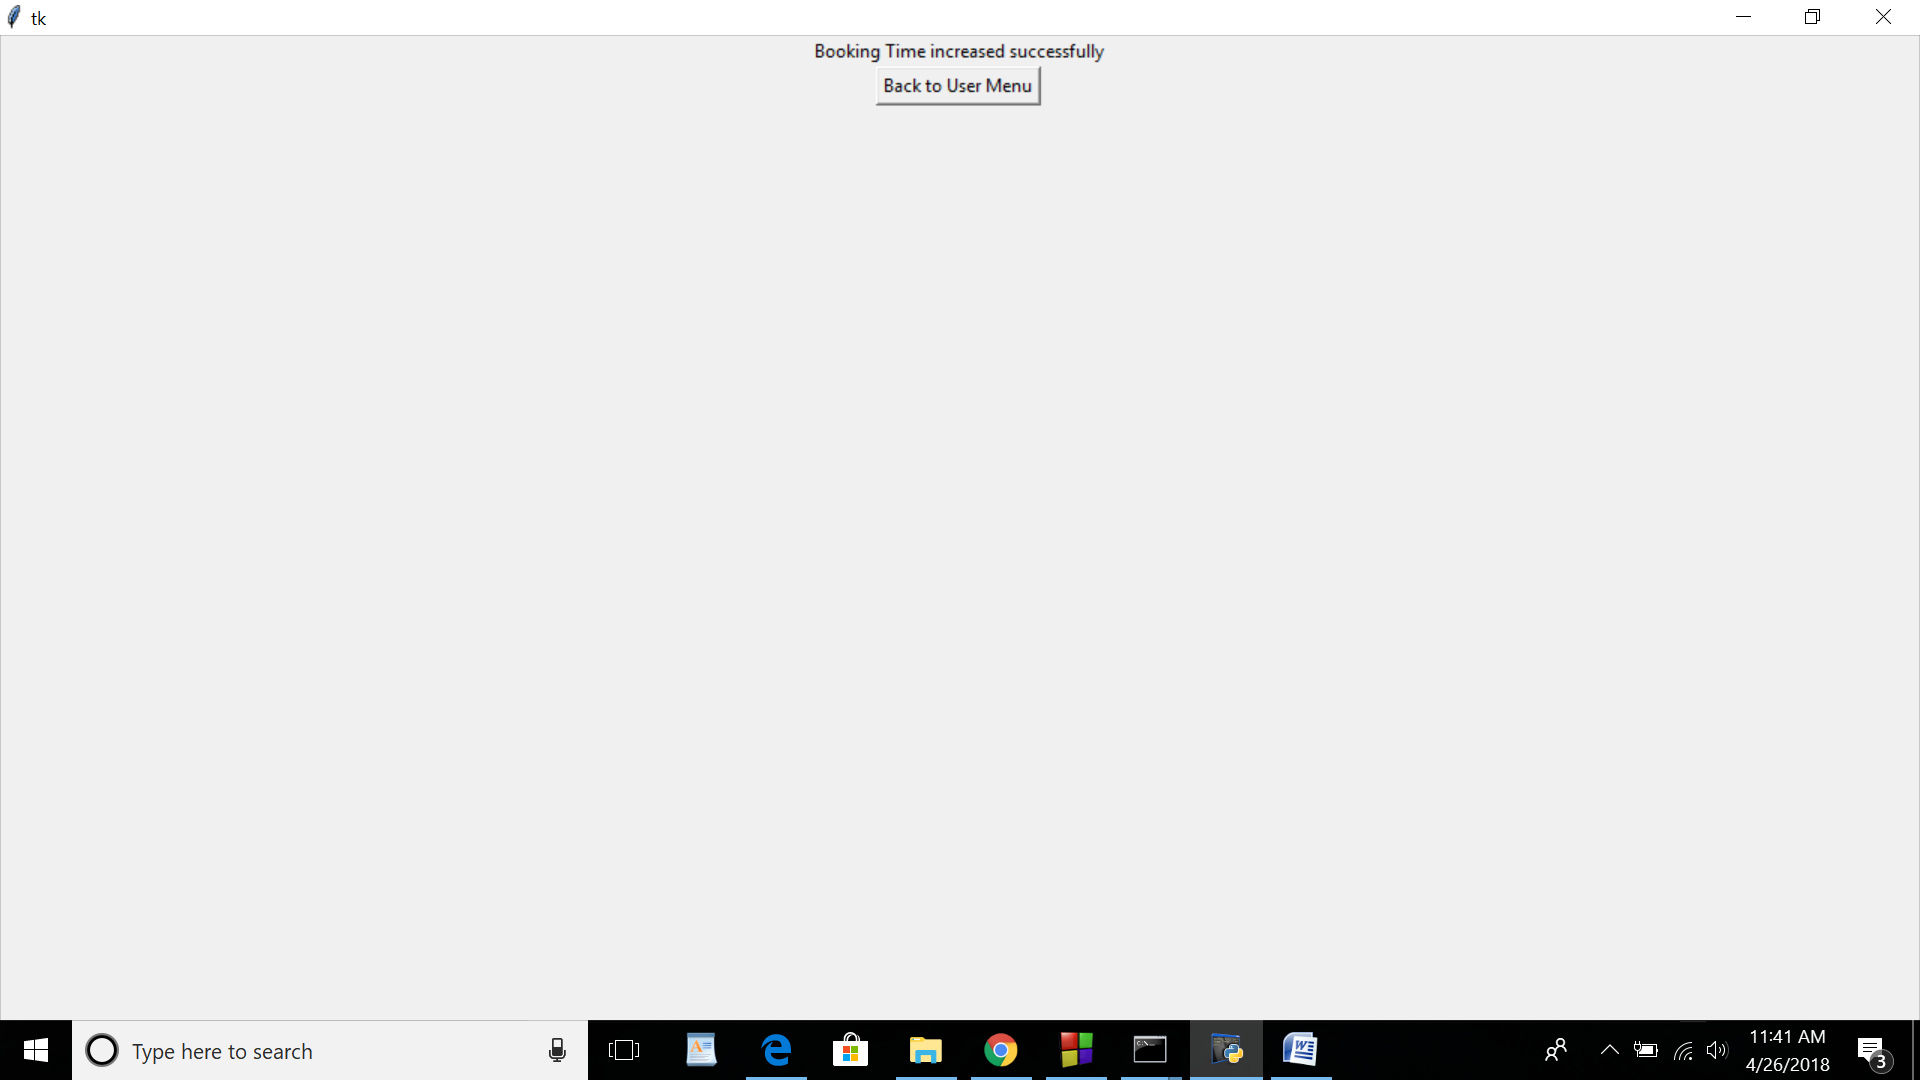 tk
Booking Time increased successfully
Back to User Menu
Type here to search
11:41 AM
4/26/2018
3